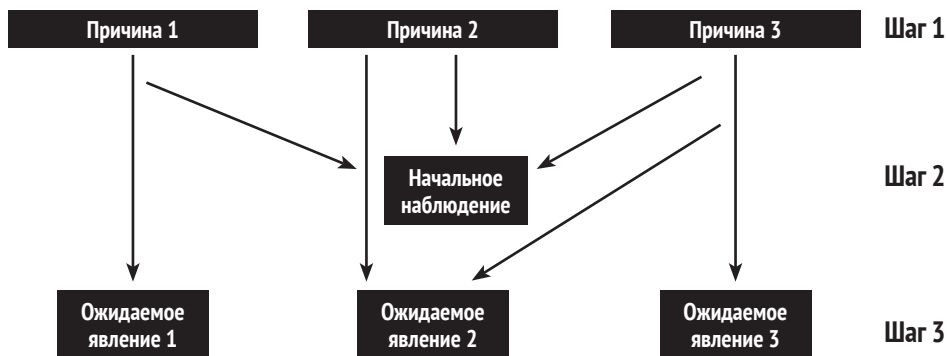 Причина 1
Причина 2
Причина 3
Шаг 1
Начальное
наблюдение
Шаг 2
Ожидаемое
явление 1
Ожидаемое
явление 2
Ожидаемое
явление 3
Шаг 3